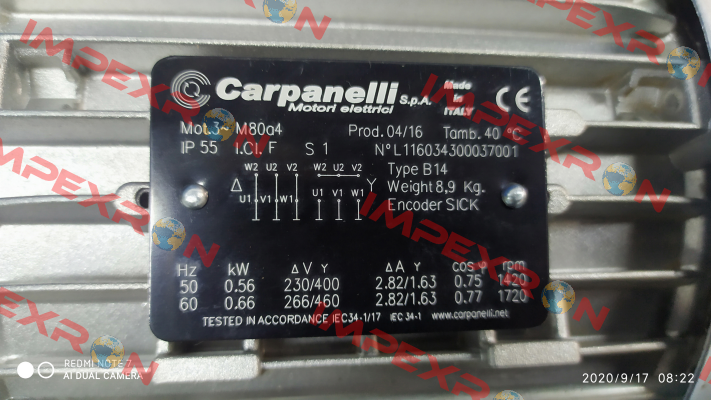 IMPEXRON
Carpanelli S.p.A. Made in ITALY CE
Motori elettrici
Mot.3~ M80a4 Prod. 04/16 Tamb. 40 °C
IP 55 I.Cl. F S 1 N° L116034300037001
W2 U2 V2 W2 U2 V2 Type B14
Δ Y Weight 8,9 Kg.
U1 V1 W1 U1 V1 W1 Encoder SICK
Hz kW Δ V Y Δ A Y cos φ rpm
50 0.56 230/400 2.82/1.63 0.75 1420
60 0.66 266/460 2.82/1.63 0.77 1720
TESTED IN ACCORDANCE IEC34-1/17 IEC 34-1 www.carpanelli.net
REDMI NOTE 7
AI DUAL CAMERA
2020/9/17 08:22